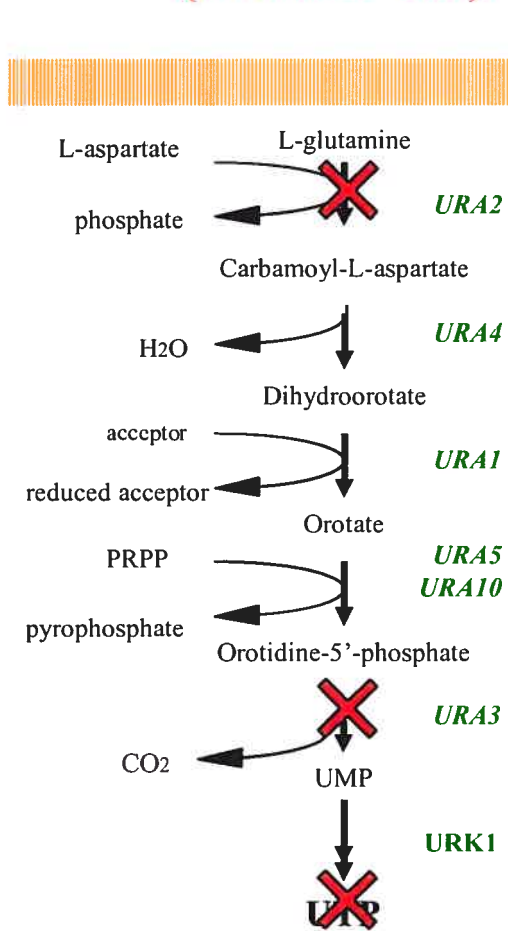 L-aspartate L-glutamine
phosphate URA2
Carbamoyl-L-aspartate
H2O URA4
Dihydroorotate
acceptor
URA1
reduced acceptor
Orotate
PRPP URA5
URA10
pyrophosphate
Orotidine-5’-phosphate
URA3
CO2
UMP
URK1
UTP